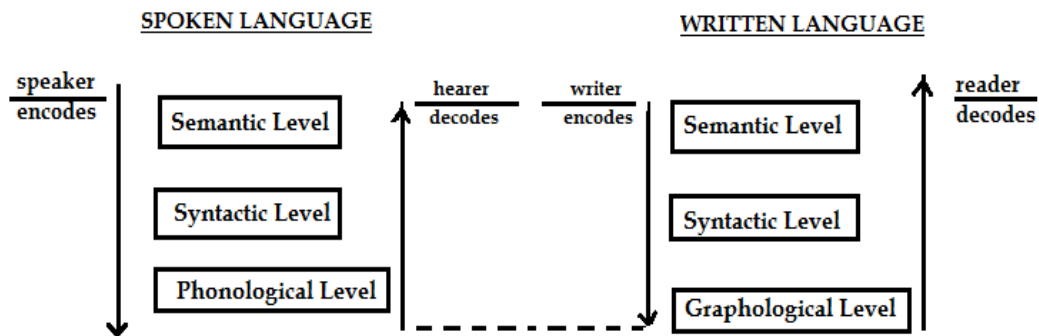 SPOKEN LANGUAGE
WRITTEN LANGUAGE
speaker
encodes
hearer
decodes
writer
encodes
reader
decodes
Semantic Level
Syntactic Level
Phonological Level
Semantic Level
Syntactic Level
Graphological Level